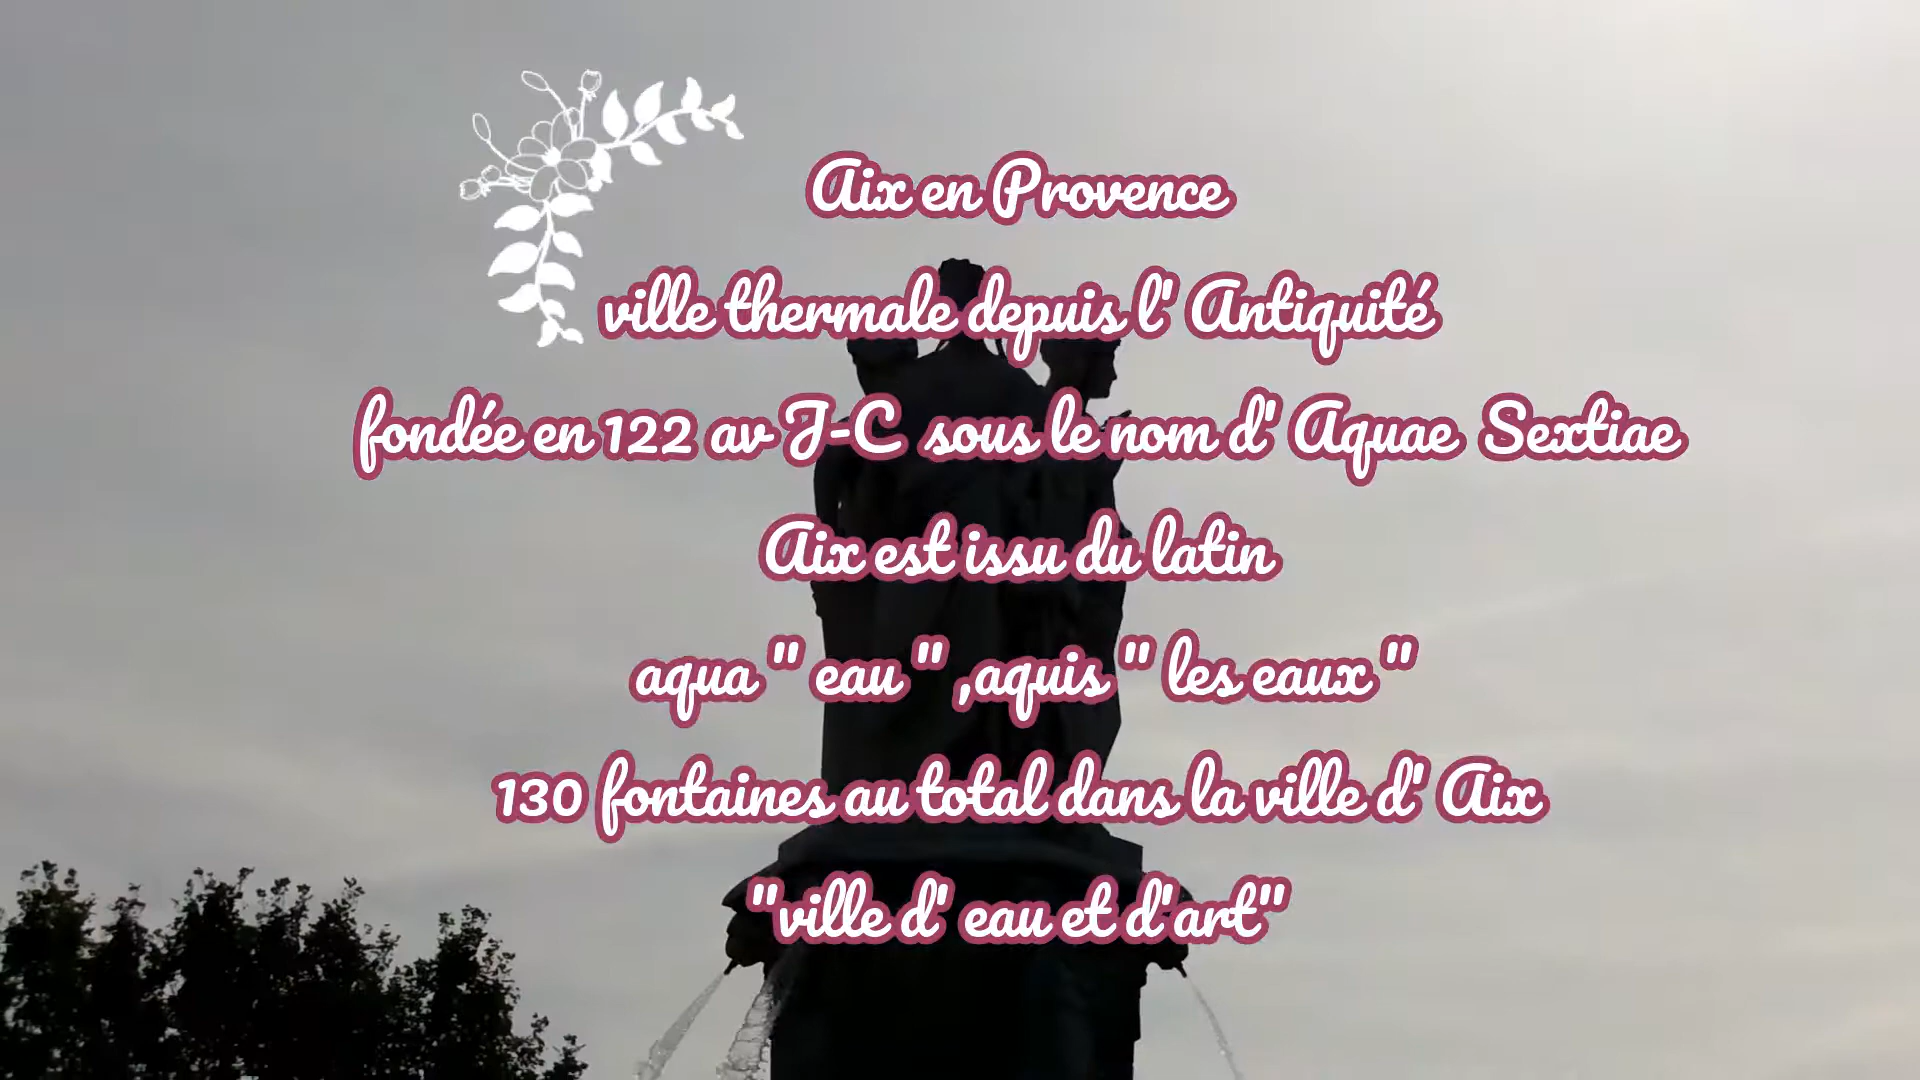 Aix en Provence
ville thermale depuis l' Antiquité
fondée en 122 av J-C sous le nom d' Aquae Sextiae
Aix est issu du latin
aqua " eau " ,aquis " les eaux "
130 fontaines au total dans la ville d' Aix
"ville d' eau et d'art"